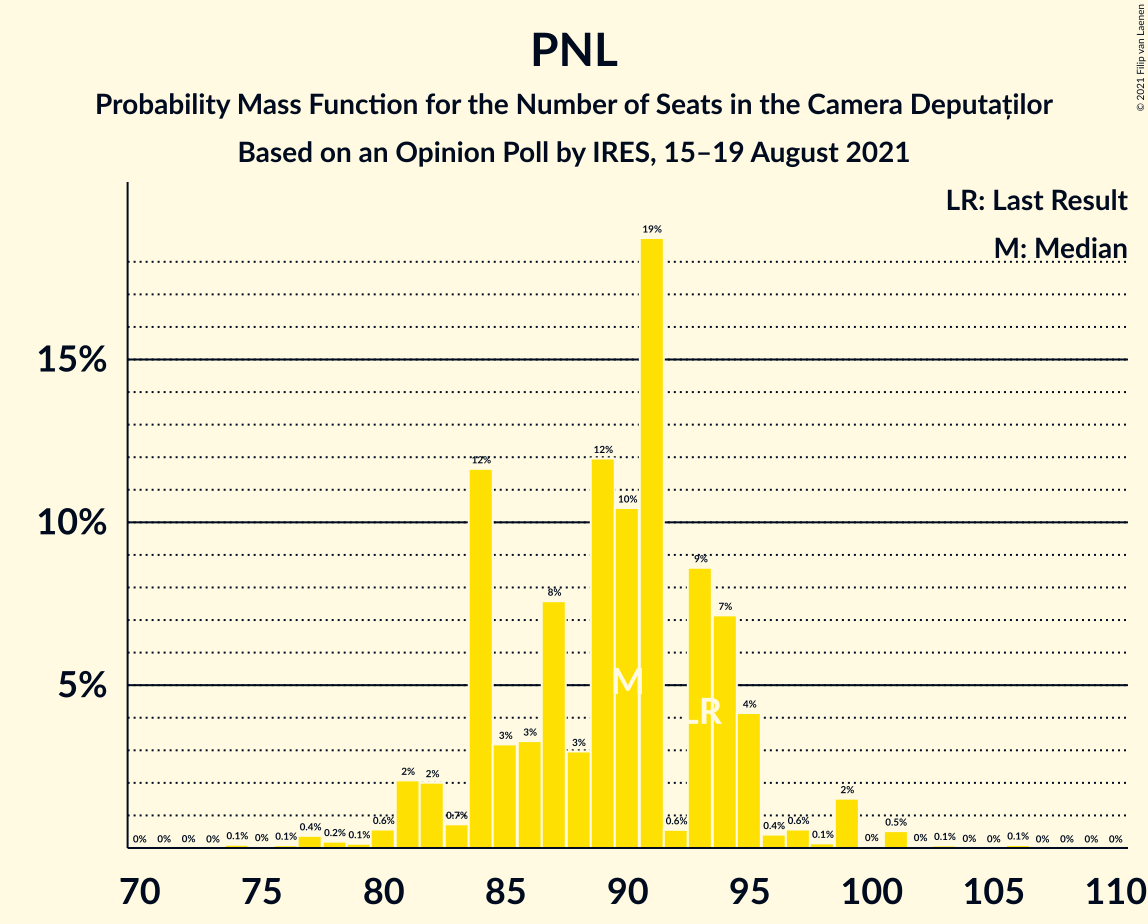 PNL
Probability Mass Function for the Number of Seats in the Camera Deputaților
Based on an Opinion Poll by IRES, 15–19 August 2021
© 2021 Filip van Laenen
LR: Last Result
M: Median
15%
10%
5%
0% 0% 0% 0% 0.1% 0% 0.1% 0.4% 0.2% 0.1% 0.6% 2% 2% 0.7% 12% 3% 3% 8% 3% 12% 10% 19% 0.6% 9% 7% 4% 0.4% 0.6% 0.1% 2% 0% 0.5% 0% 0.1% 0% 0% 0.1% 0% 0% 0% 0%
M
LR
70 75 80 85 90 95 100 105 110